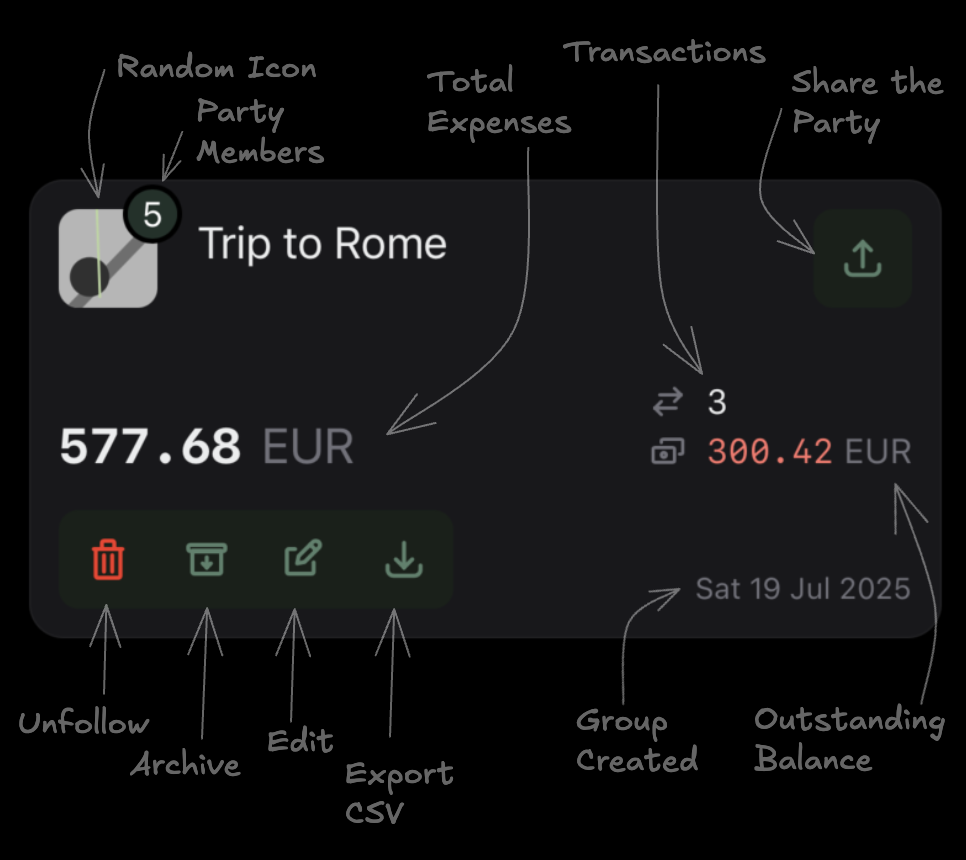 Random Icon
Party
Members
Total
Expenses
Transactions
Share the
Party
5
Trip to Rome
3
577.68 EUR
300.42 EUR
Sat 19 Jul 2025
Unfollow
Archive
Edit
Export
CSV
Group
Created
Outstanding
Balance